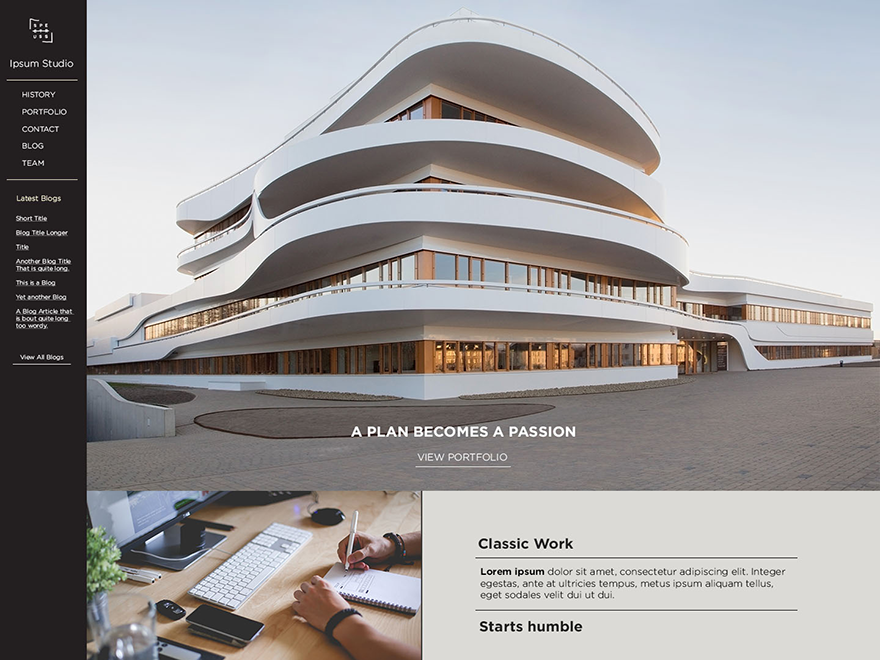 SPE
USE
Ipsum Studio
HISTORY
PORTFOLIO
CONTACT
BLOG
TEAM
Latest Blogs
Short Title
Blog Title Longer
Title
Another Blog Title
That is quite long.
This is a Blog
Yet another Blog
A Blog Article that
is bout quite long
too wordy.
View All Blogs
A PLAN BECOMES A PASSION
VIEW PORTFOLIO
Classic Work
Lorem ipsum dolor sit amet, consectetur adipiscing elit. Integer
egestas, ante at ultricies tempus, metus ipsum aliquam tellus,
eget sodales velit dui ut dui.
Starts humble